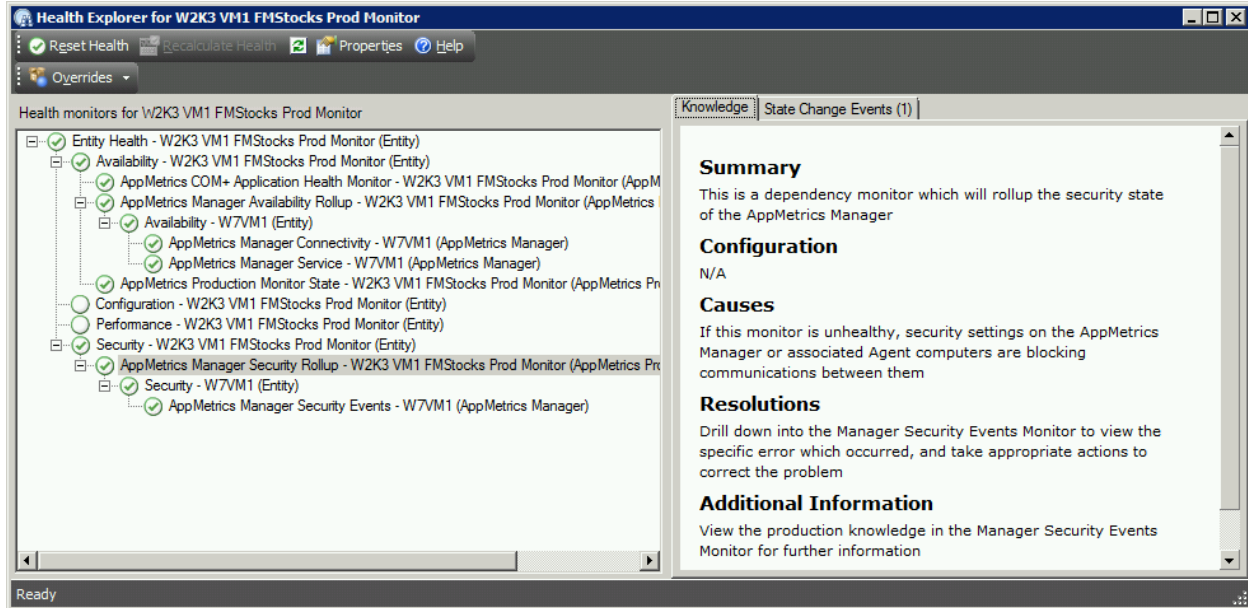 Health Explorer for W2K3 VM1 FMStocks Prod Monitor
Reset Health Recalculate Health Properties Help
Overrides
Health monitors for W2K3 VM1 FMStocks Prod Monitor
Entity Health - W2K3 VM1 FMStocks Prod Monitor (Entity)
Availability - W2K3 VM1 FMStocks Prod Monitor (Entity)
AppMetrics COM+ Application Health Monitor - W2K3 VM1 FMStocks Prod Monitor (AppM
AppMetrics Manager Availability Rollup - W2K3 VM1 FMStocks Prod Monitor (AppMetrics
Availability - W7VM1 (Entity)
AppMetrics Manager Connectivity - W7VM1 (AppMetrics Manager)
AppMetrics Manager Service - W7VM1 (AppMetrics Manager)
AppMetrics Production Monitor State - W2K3 VM1 FMStocks Prod Monitor (AppMetrics Pr
Configuration - W2K3 VM1 FMStocks Prod Monitor (Entity)
Performance - W2K3 VM1 FMStocks Prod Monitor (Entity)
Security - W2K3 VM1 FMStocks Prod Monitor (Entity)
AppMetrics Manager Security Rollup - W2K3 VM1 FMStocks Prod Monitor (AppMetrics Pro
Security - W7VM1 (Entity)
AppMetrics Manager Security Events - W7VM1 (AppMetrics Manager)
Knowledge State Change Events (1)
Summary
This is a dependency monitor which will rollup the security state
of the AppMetrics Manager
Configuration
N/A
Causes
If this monitor is unhealthy, security settings on the AppMetrics
Manager or associated Agent computers are blocking
communications between them
Resolutions
Drill down into the Manager Security Events Monitor to view the
specific error which occurred, and take appropriate actions to
correct the problem
Additional Information
View the production knowledge in the Manager Security Events
Monitor for further information
Ready